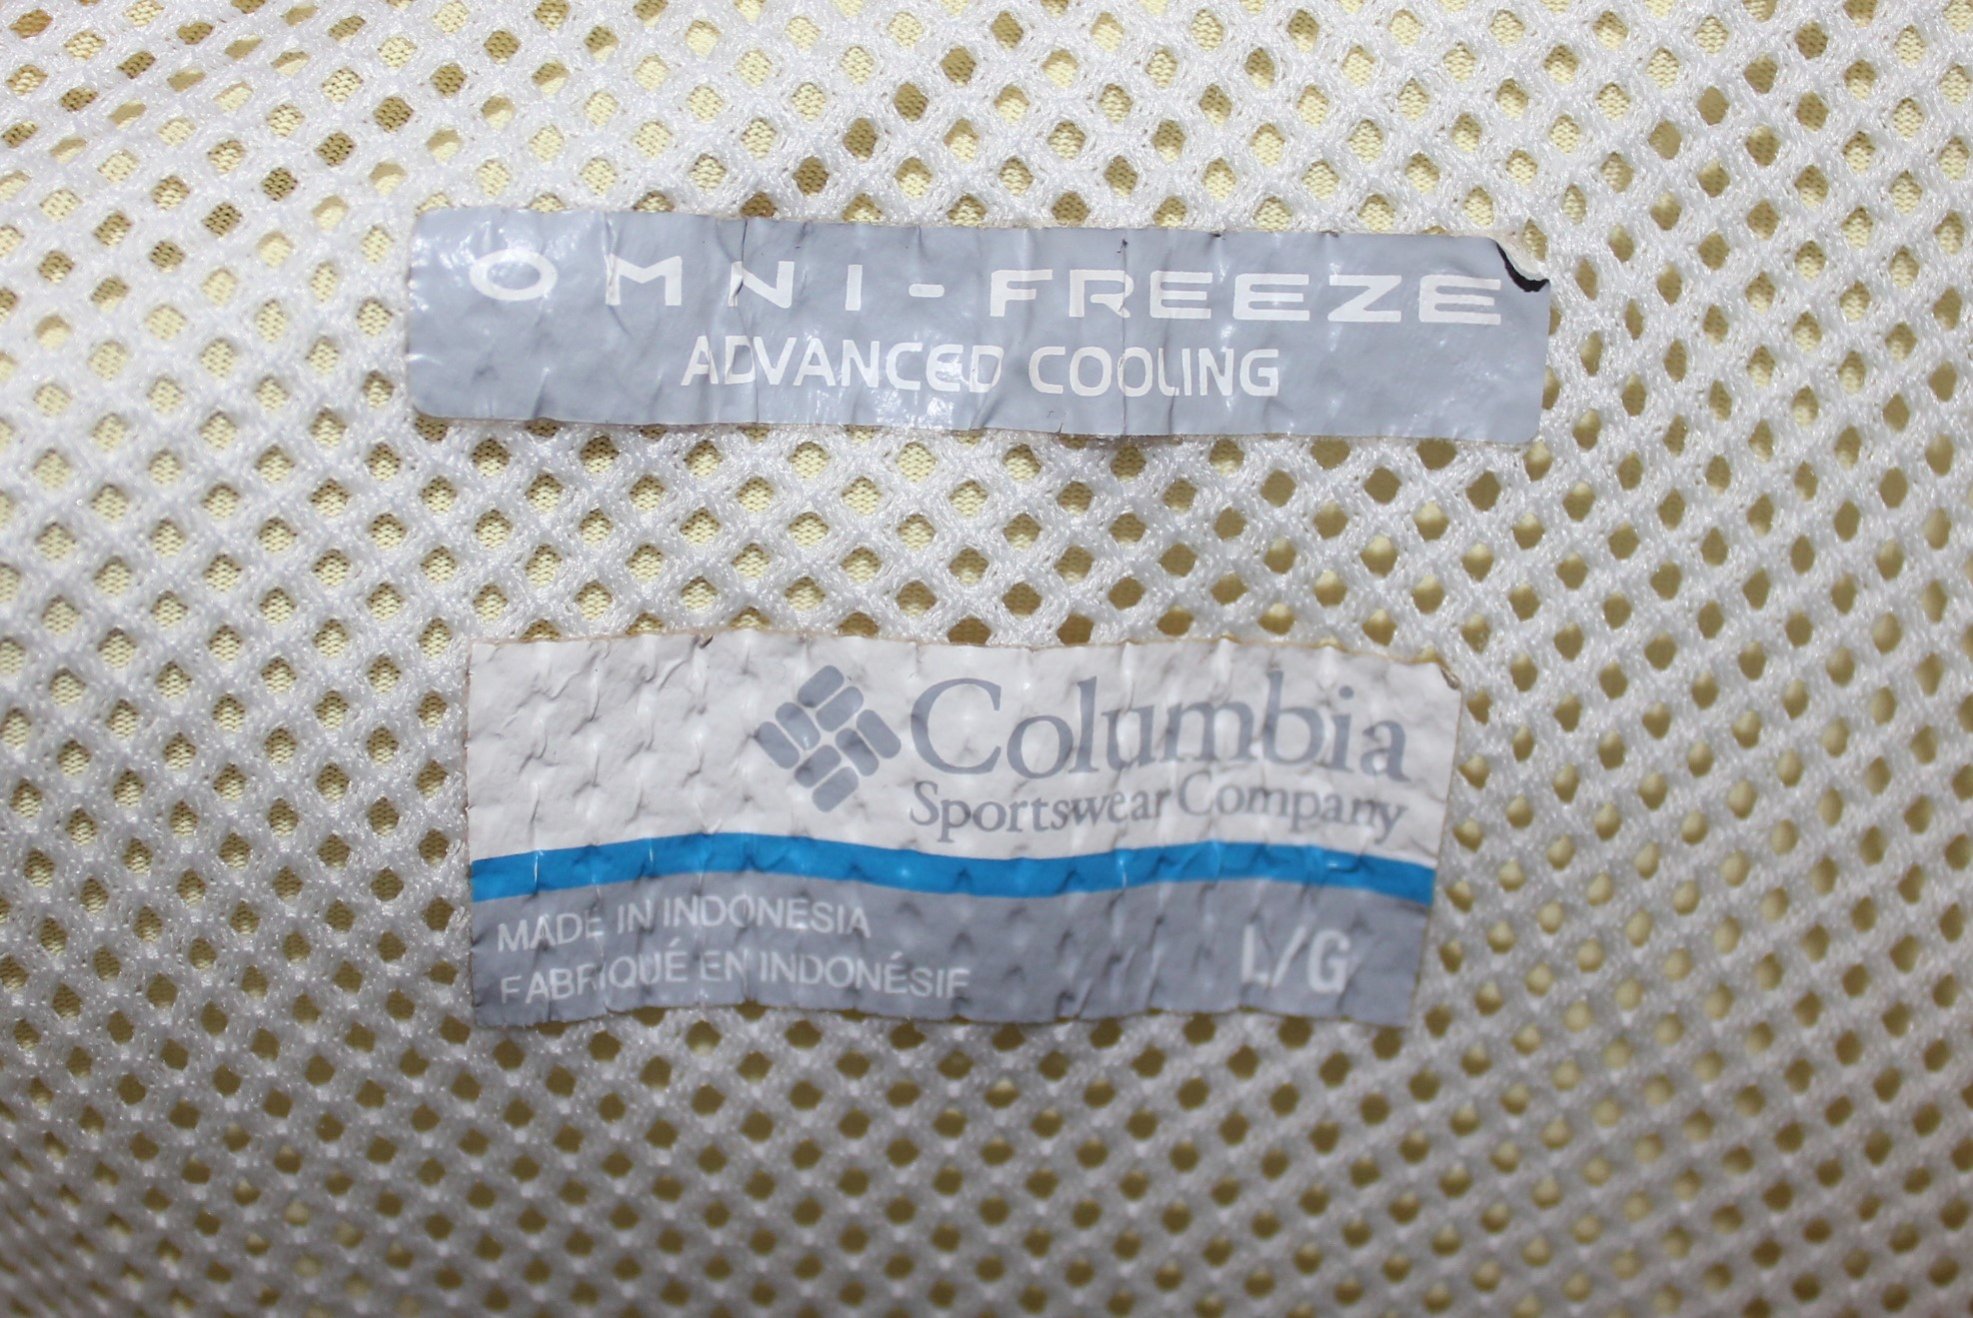 OMNI-FREEZE
ADVANCED COOLING
Columbia
Sportswear Company
MADE IN INDONESIA
FABRIQUÉ EN INDONÉSIE
L/G